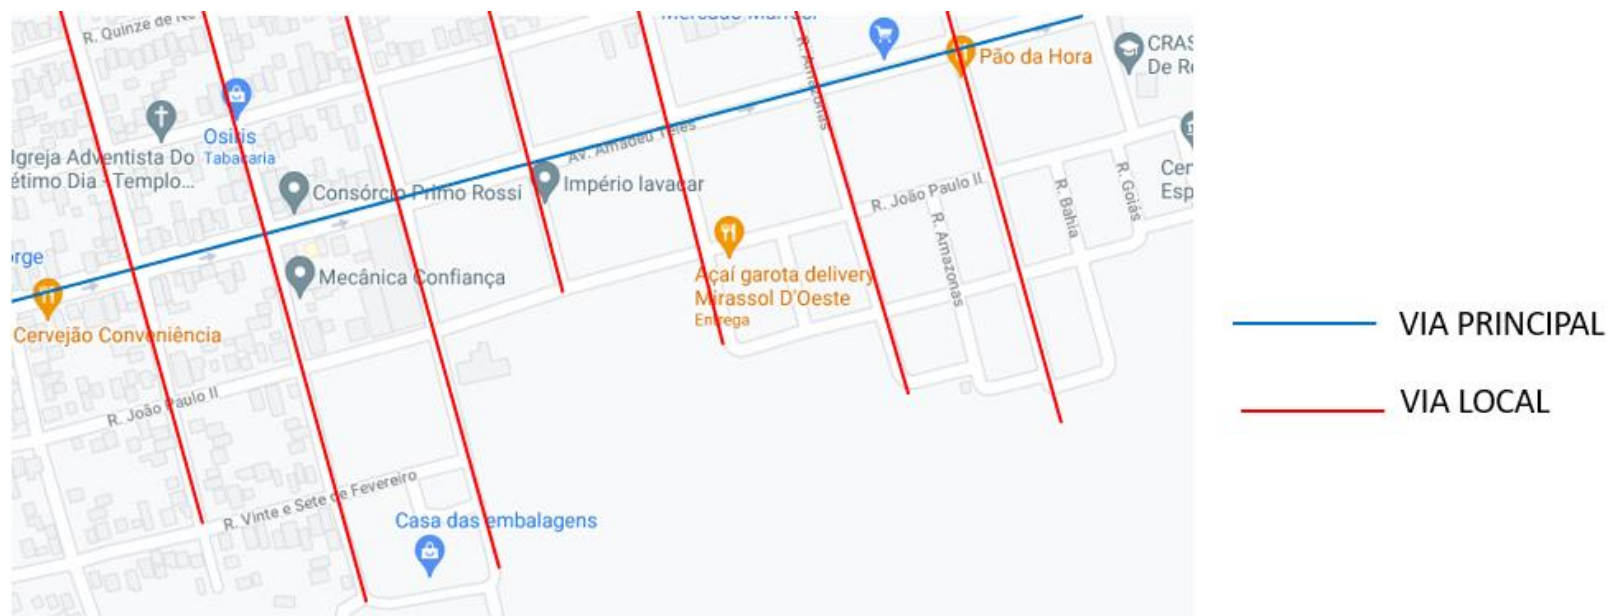 R. Quinze de
R. Amazonas
Pão da Hora
CRAS
De Re
Igreja Adventista Do
étimo Dia - Templo...
Osiris
Tabacaria
Consórcio Primo Rossi
Av. Amadeu Teles
Império lavacar
R. João Paulo II
R. Amazonas
R. Bahia
R. Goiás
Cer
Esp
orge
Mecânica Confiança
Cervejão Conveniência
Açaí garota delivery
Mirassol D'Oeste
Entrega
R. João Paulo II
R. Vinte e Sete de Fevereiro
Casa das embalagens
VIA PRINCIPAL
VIA LOCAL